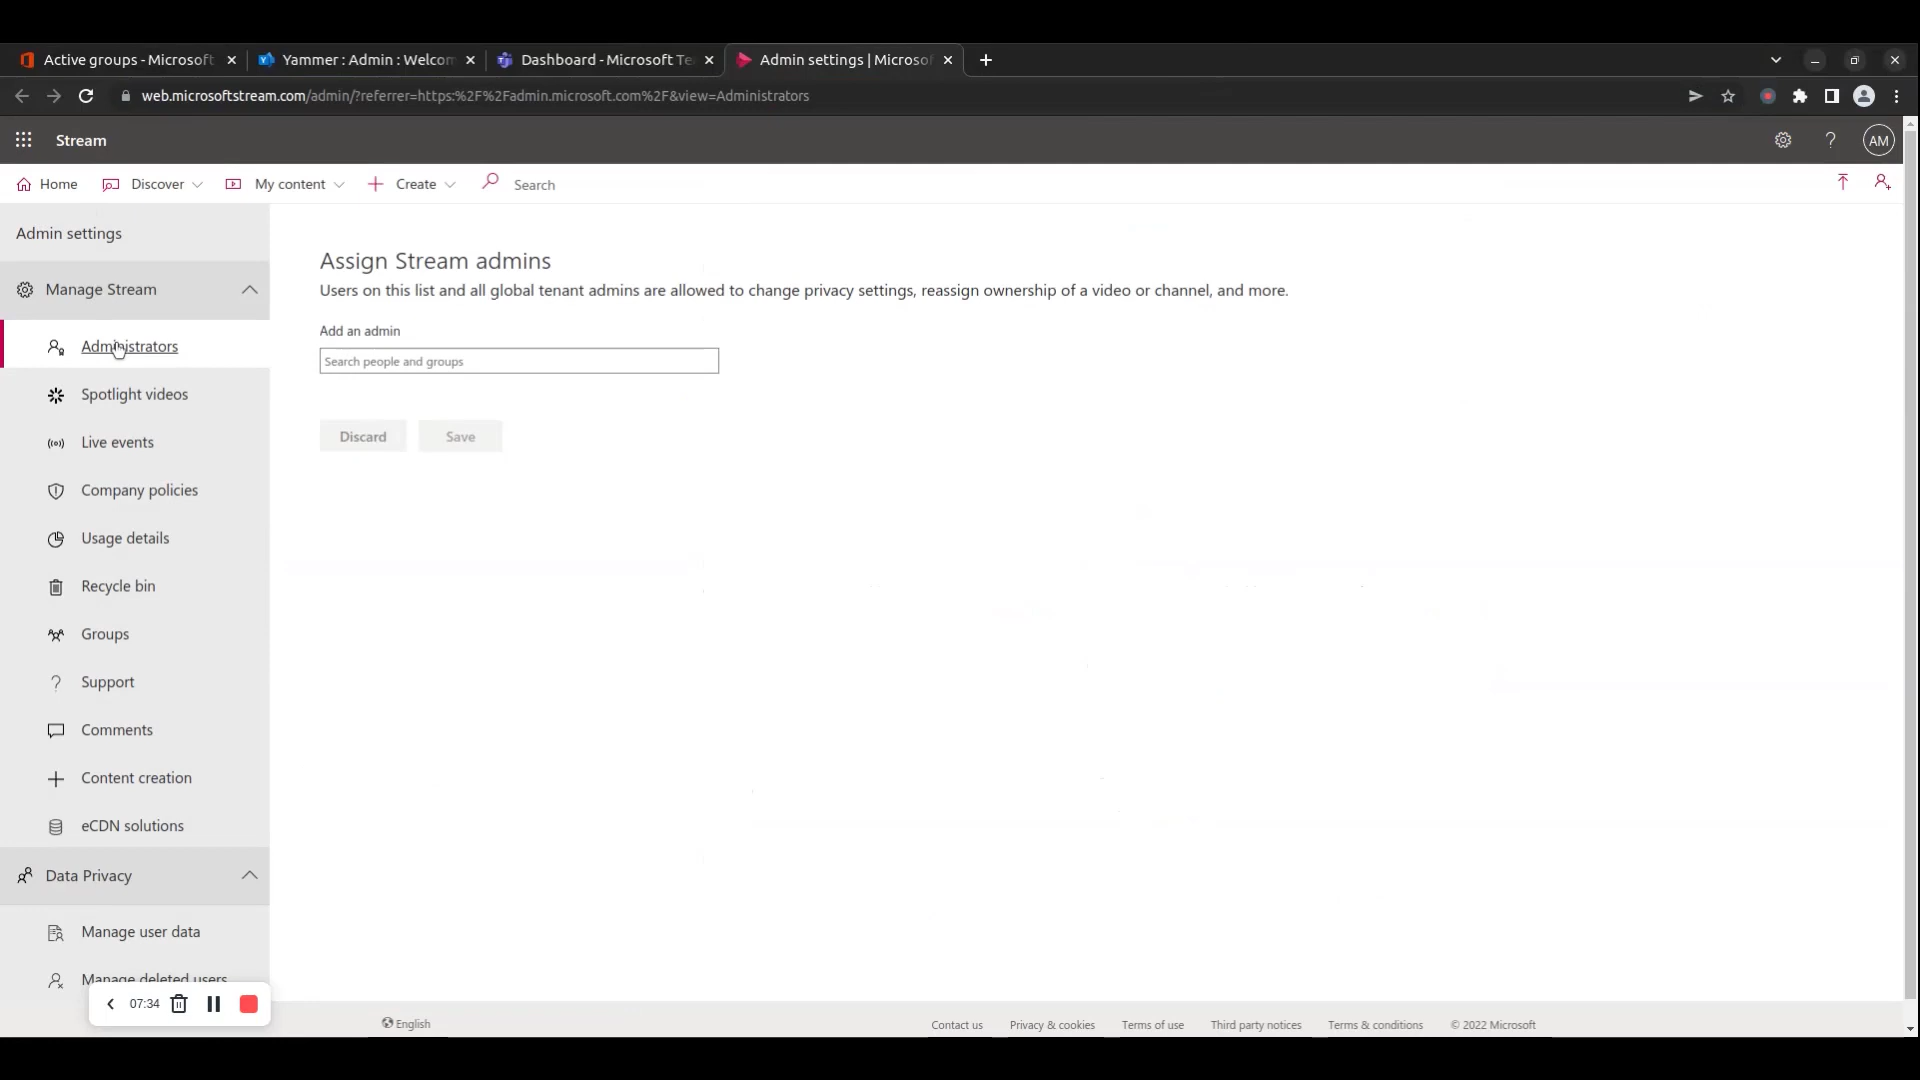 Active groups - Microsoft
Yammer : Admin : Welcom
Dashboard - Microsoft Te
Admin settings | Microsof
web.microsoftstream.com/admin/?referrer=https:%2F%2Fadmin.microsoft.com%2F&view=Administrators
Stream
AM
Home
Discover
My content
Create
Search
Admin settings
Manage Stream
Administrators
Spotlight videos
Live events
Company policies
Usage details
Recycle bin
Groups
Support
Comments
Content creation
eCDN solutions
Data Privacy
Manage user data
Manage deleted users
07:34
Assign Stream admins
Users on this list and all global tenant admins are allowed to change privacy settings, reassign ownership of a video or channel, and more.
Add an admin
Search people and groups
Discard
Save
English
Contact us
Privacy & cookies
Terms of use
Third party notices
Terms & conditions
© 2022 Microsoft